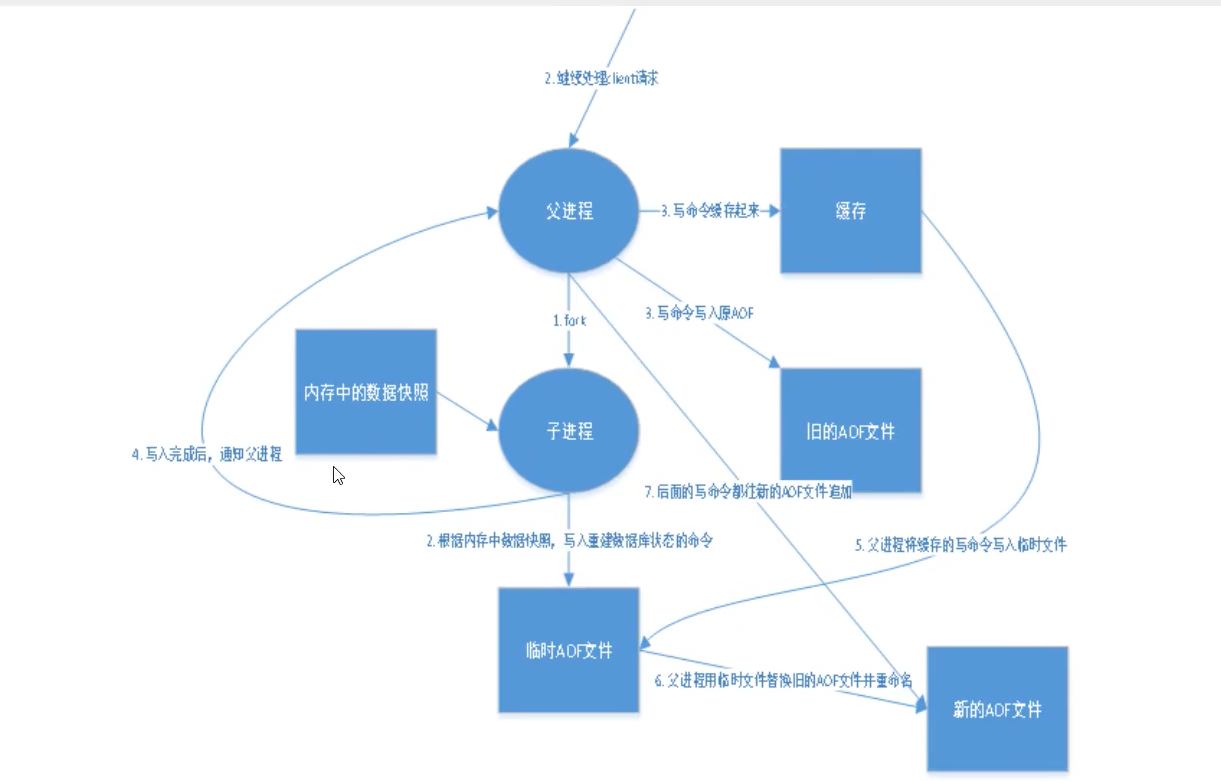 2.继续处理client请求
父进程
3.写命令缓存起来
缓存
1.fork
3.写命令写入原AOF
内存中的数据快照
子进程
旧的AOF文件
4.写入完成后，通知父进程
7.后面的写命令都往新的AOF文件追加
2.根据内存中数据快照，写入重建数据库状态的命令
5.父进程将缓存的写命令写入临时文件
临时AOF文件
6.父进程用临时文件替换旧的AOF文件并重命名
新的AOF文件